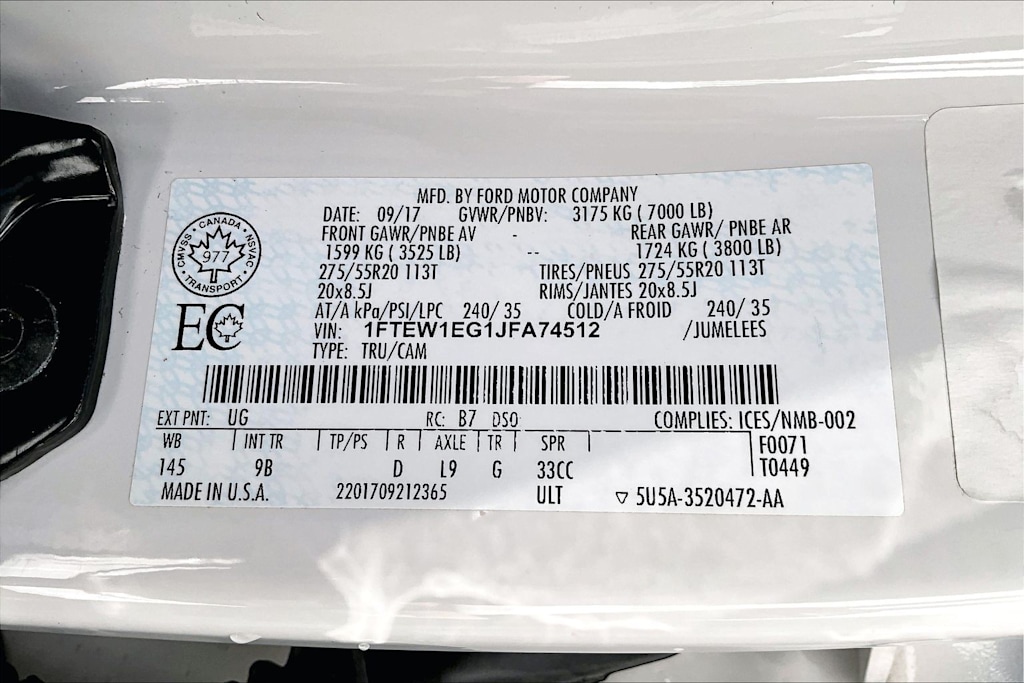 MFD. BY FORD MOTOR COMPANY
DATE: 09/17 GVWR/PNBV: 3175 KG ( 7000 LB)
FRONT GAWR/PNBE AV - REAR GAWR/ PNBE AR
1599 KG ( 3525 LB) -- 1724 KG ( 3800 LB)
275/55R20 113T TIRES/PNEUS 275/55R20 113T
20x8.5J RIMS/JANTES 20x8.5J
AT/A kPa/PSI/LPC 240/ 35 COLD/A FROID 240/ 35
VIN: 1FTEW1EG1JFA74512 /JUMELEES
TYPE: TRU/CAM
CANADA
CMVSS 977 NSVAC
TRANSPORT
EC
EXT PNT: UG RC: B7 DSO: COMPLIES: ICES/NMB-002
WB INT TR TP/PS R AXLE TR SPR F0071
145 9B D L9 G 33CC T0449
MADE IN U.S.A. 2201709212365 ULT ▽ 5U5A-3520472-AA